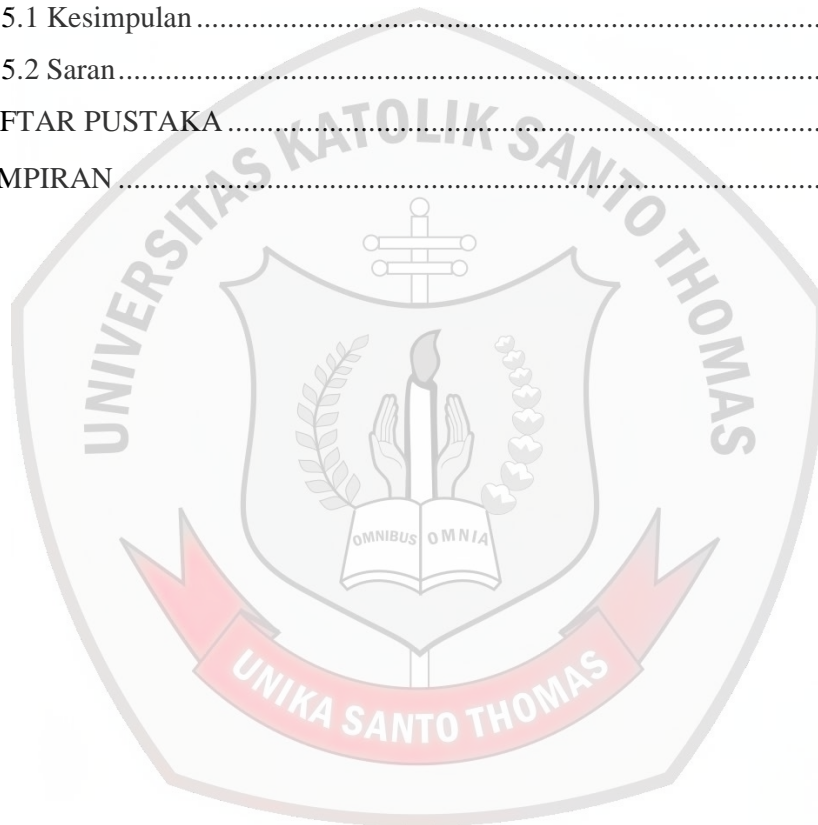 5.1 Kesimpulan ........................................................................................
5.2 Saran ...................................................................................................
FTAR PUSTAKA ....................................................................................
MPIRAN ....................................................................................................
UNIVERSITAS KATOLIK SANTO THOMAS
OMNIBUS OMNIA
UNIKA SANTO THOMAS